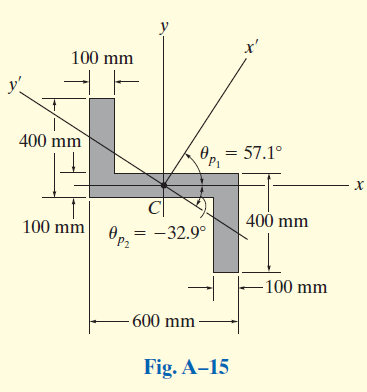 y
100 mm
x'
y'
400 mm
θp₁ = 57.1°
x
C
100 mm
θp₂ = −32.9°
400 mm
100 mm
600 mm
Fig. A–15